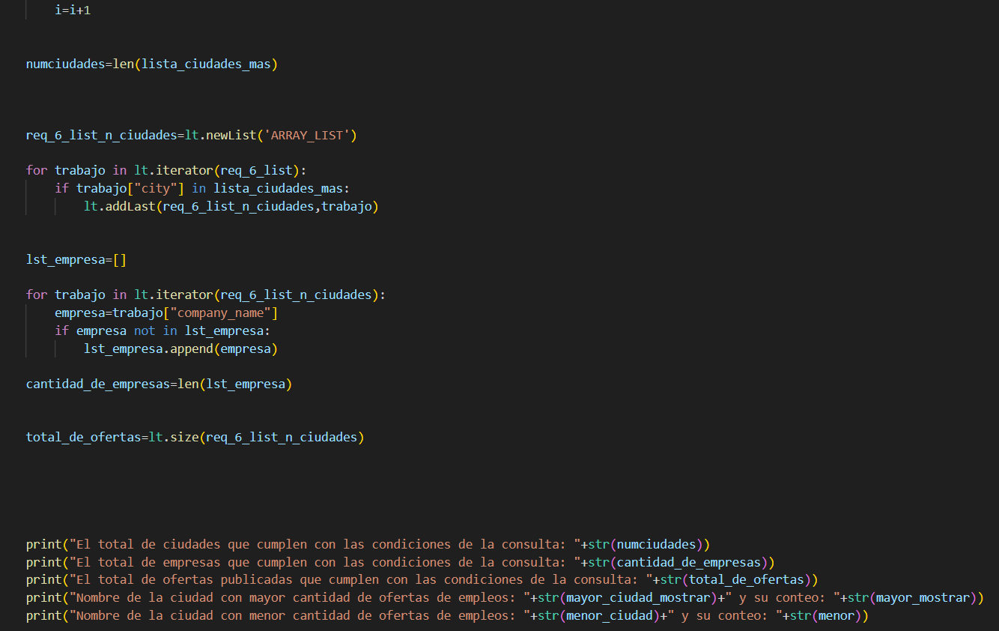 i=i+1
numciudades=len(lista_ciudades_mas)
req_6_list_n_ciudades=lt.newList('ARRAY_LIST')
for trabajo in lt.iterator(req_6_list):
if trabajo["city"] in lista_ciudades_mas:
lt.addLast(req_6_list_n_ciudades,trabajo)
lst_empresa=[]
for trabajo in lt.iterator(req_6_list_n_ciudades):
empresa=trabajo["company_name"]
if empresa not in lst_empresa:
lst_empresa.append(empresa)
cantidad_de_empresas=len(lst_empresa)
total_de_ofertas=lt.size(req_6_list_n_ciudades)
print("El total de ciudades que cumplen con las condiciones de la consulta: "+str(numciudades))
print("El total de empresas que cumplen con las condiciones de la consulta: "+str(cantidad_de_empresas))
print("El total de ofertas publicadas que cumplen con las condiciones de la consulta: "+str(total_de_ofertas))
print("Nombre de la ciudad con mayor cantidad de ofertas de empleos: "+str(mayor_ciudad_mostrar)+" y su conteo: "+str(mayor_mostrar))
print("Nombre de la ciudad con menor cantidad de ofertas de empleos: "+str(menor_ciudad)+" y su conteo: "+str(menor))